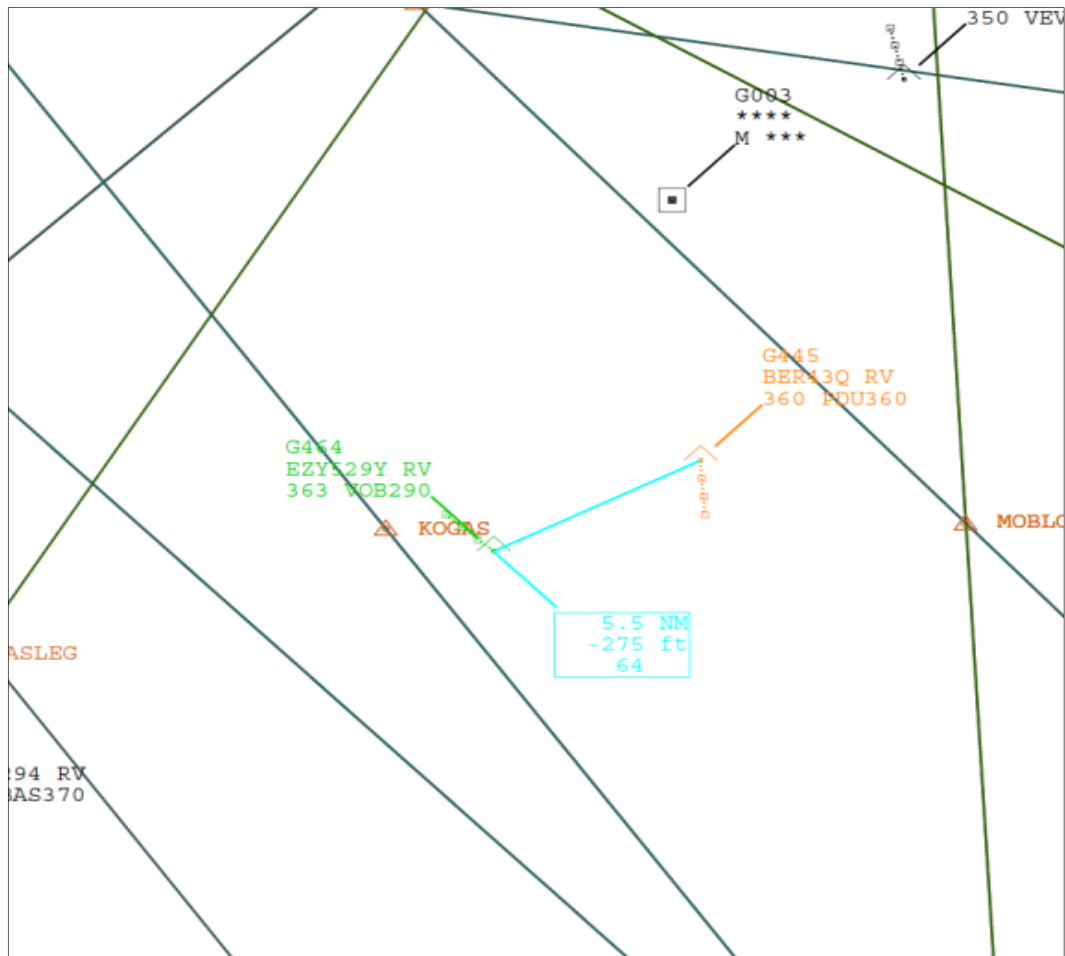 350 VEV
G003
****
M ***
G445
BER43Q RV
360 PDU360
G464
EZY529Y RV
363 VOB290
KOGAS
MOBLO
5.5 NM
-275 ft
64
ASLEG
294 RV
BAS370